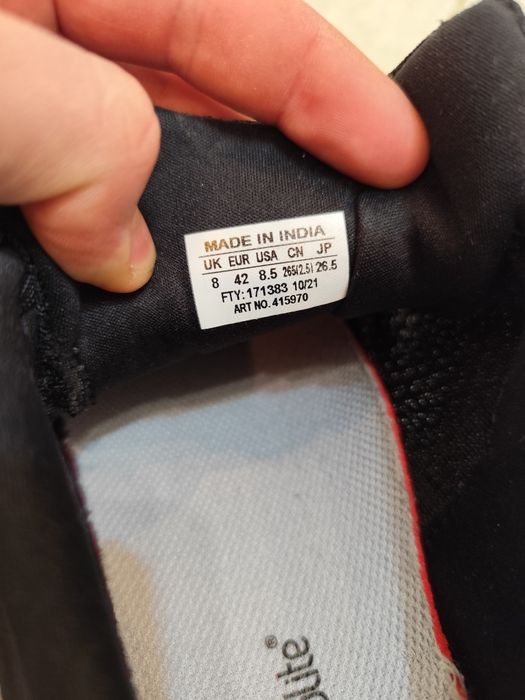 MADE IN INDIA
UK EUR USA CN JP
8 42 8.5 265(2.5) 26.5
FTY: 171383 10/21
ART NO. 415970
®